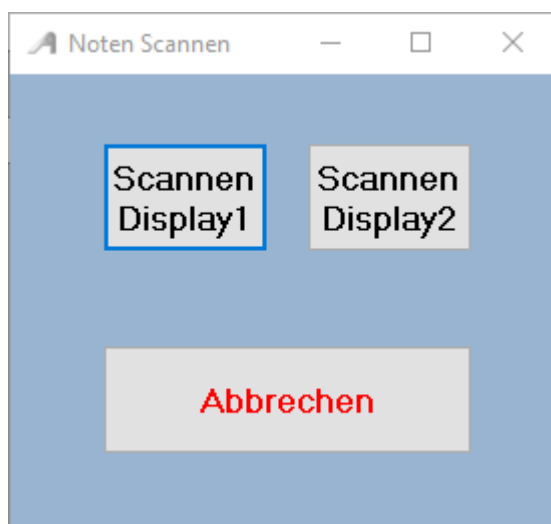 Noten Scannen
Scannen
Display1
Scannen
Display2
Abbrechen